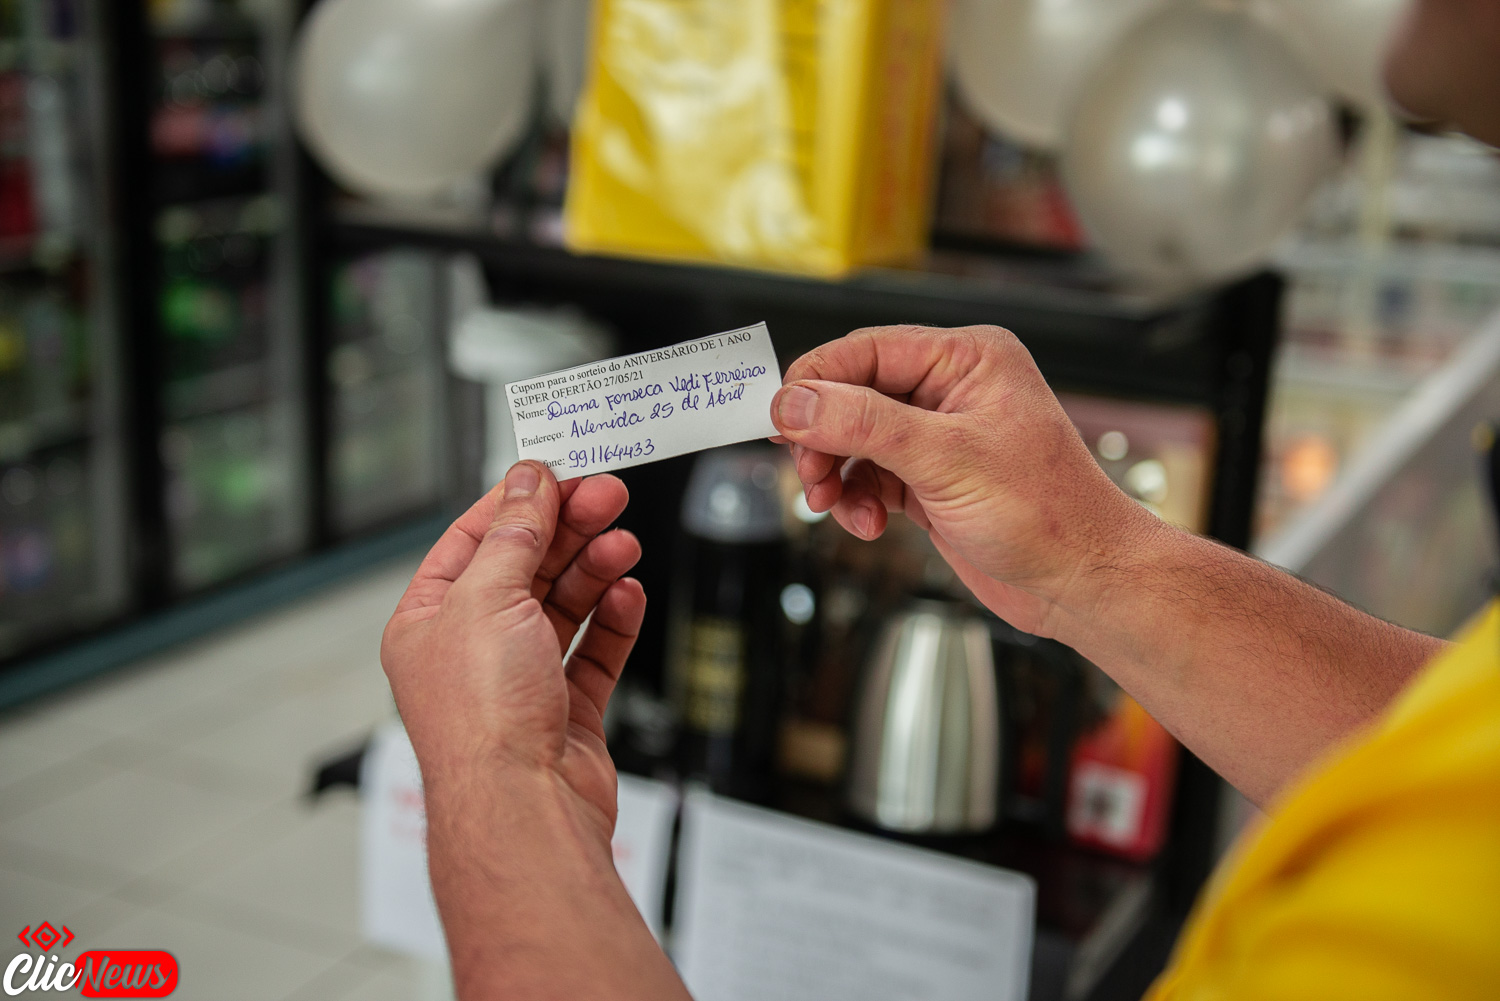 Cupom para o sorteio do ANIVERSÁRIO DE 1 ANO
SUPER OFERTÃO 27/05/21
Nome: Diana Fonseca Vedi Ferreira
Endereço: Avenida 25 de Abril
fone: 991164433
ClicNews